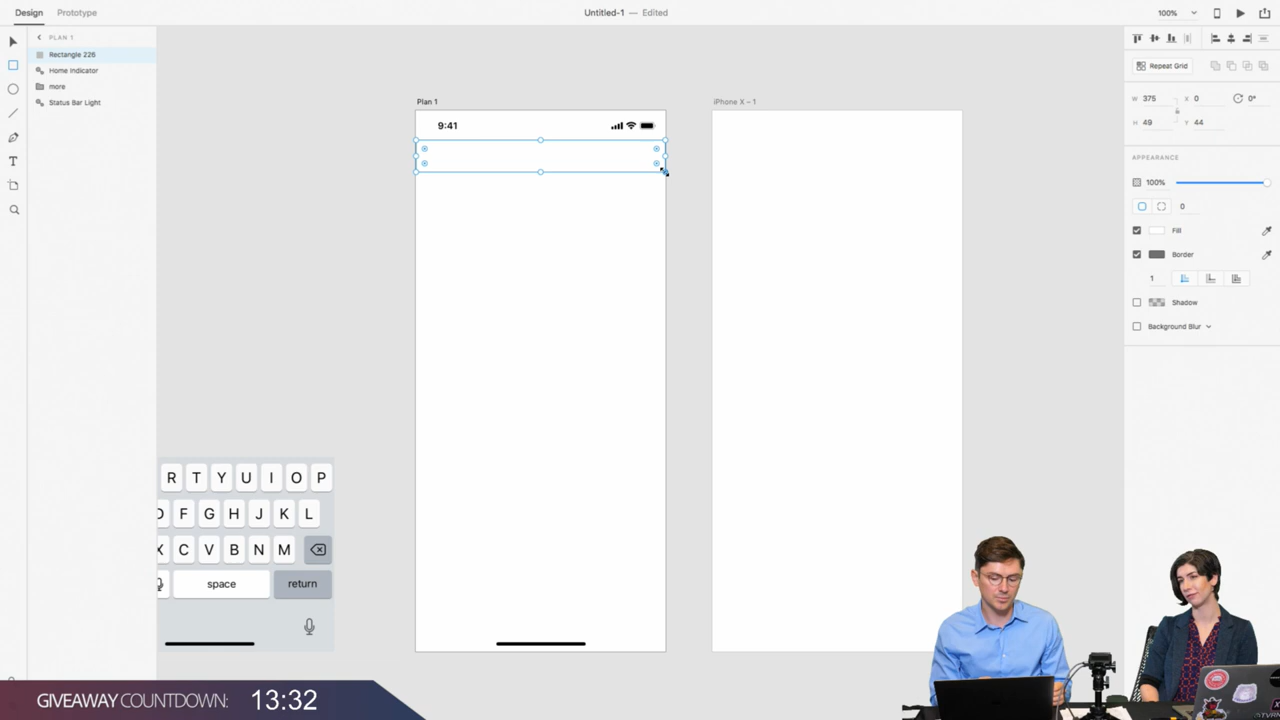 Design Prototype
Untitled-1 — Edited
100%
PLAN 1
Rectangle 226
Home Indicator
more
Status Bar Light
Plan 1
iPhone X – 1
9:41
Repeat Grid
W 375 X 0 0°
H 49 Y 44
APPEARANCE
100%
0
Fill
Border
1
Shadow
Background Blur
R T Y U I O P
F G H J K L
X C V B N M
space return
GIVEAWAY COUNTDOWN: 13:32